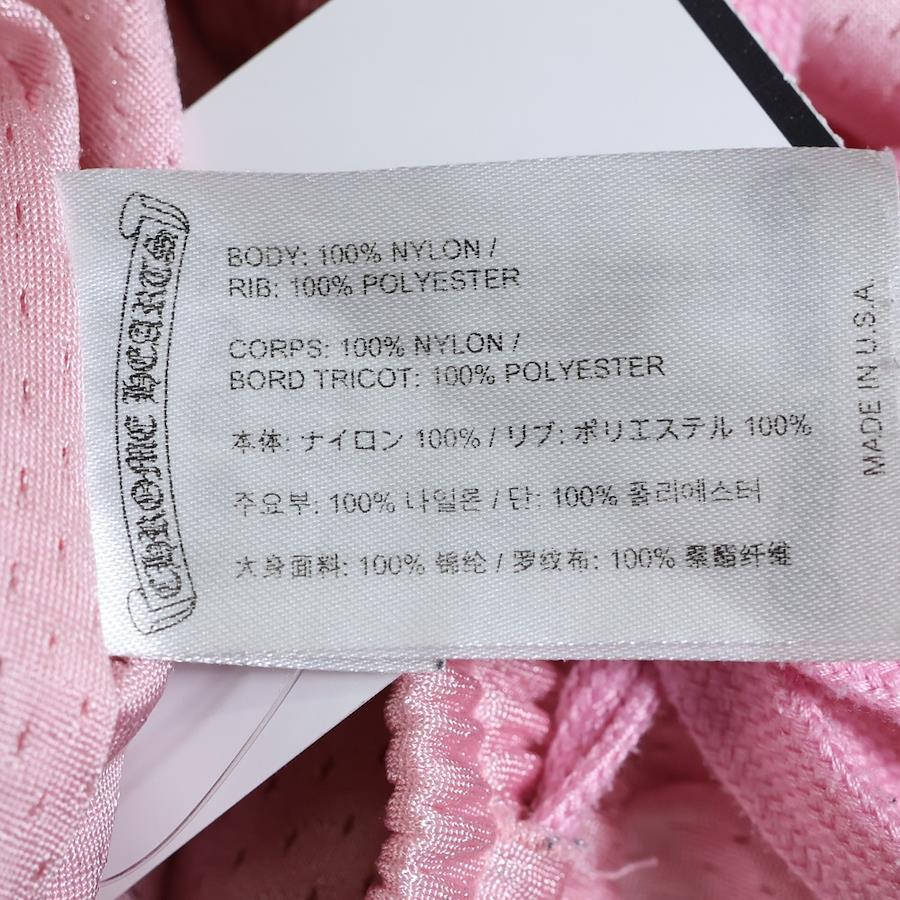 CHROME HEARTS
BODY: 100% NYLON /
RIB: 100% POLYESTER
CORPS: 100% NYLON /
BORD TRICOT: 100% POLYESTER
本体: ナイロン 100% / リブ: ポリエステル 100%
주요부: 100% 나일론 / 단: 100% 폴리에스터
大身面料: 100% 锦纶 / 罗纹布: 100% 聚酯纤维
MADE IN U.S.A.